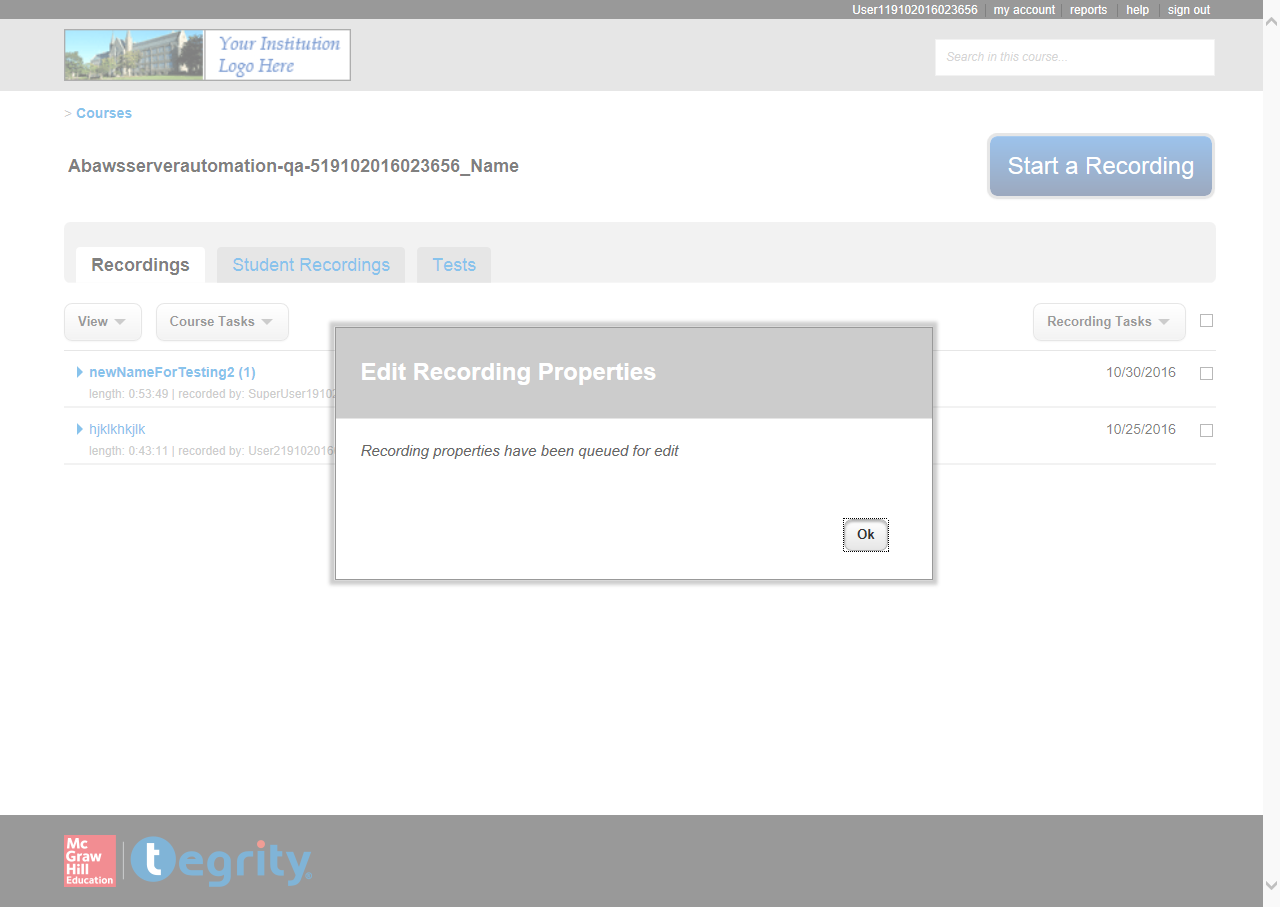 User119102016023656 my account reports help sign out
Your Institution
Logo Here
Search in this course...
> Courses
Abawsserverautomation-qa-519102016023656_Name
Start a Recording
Recordings Student Recordings Tests
View Course Tasks Recording Tasks
newNameForTesting2 (1) 10/30/2016
length: 0:53:49 | recorded by: SuperUser19102
hjklkhkjlk 10/25/2016
length: 0:43:11 | recorded by: User219102016
Edit Recording Properties
Recording properties have been queued for edit
Ok
Mc
Graw
Hill
Education
tegrity